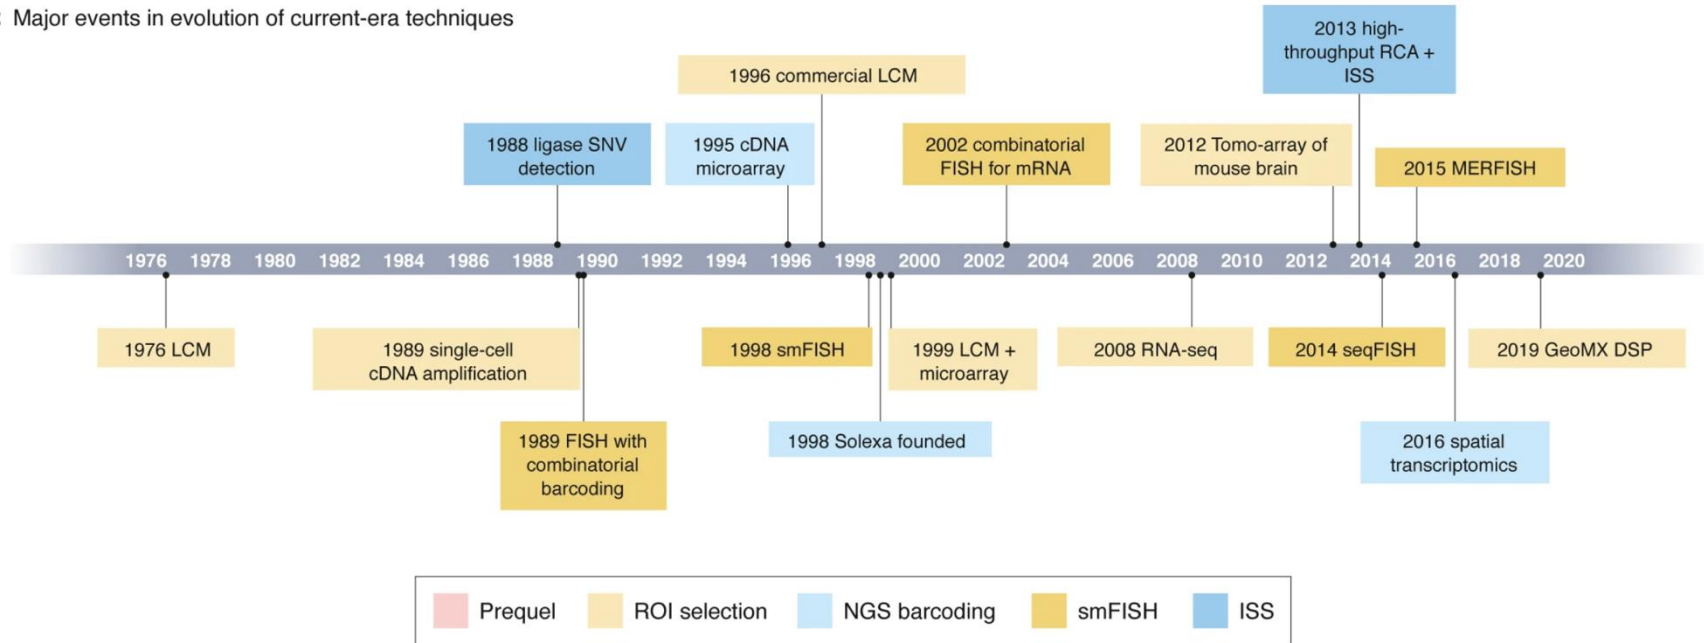 Major events in evolution of current-era techniques
2013 high-
throughput RCA +
ISS
1996 commercial LCM
1988 ligase SNV
detection
1995 cDNA
microarray
2002 combinatorial
FISH for mRNA
2012 Tomo-array of
mouse brain
2015 MERFISH
1976 1978 1980 1982 1984 1986 1988 1990 1992 1994 1996 1998 2000 2002 2004 2006 2008 2010 2012 2014 2016 2018 2020
1976 LCM
1989 single-cell
cDNA amplification
1998 smFISH
1999 LCM +
microarray
2008 RNA-seq
2014 seqFISH
2019 GeoMX DSP
1989 FISH with
combinatorial
barcoding
1998 Solexa founded
2016 spatial
transcriptomics
Prequel ROI selection NGS barcoding smFISH ISS